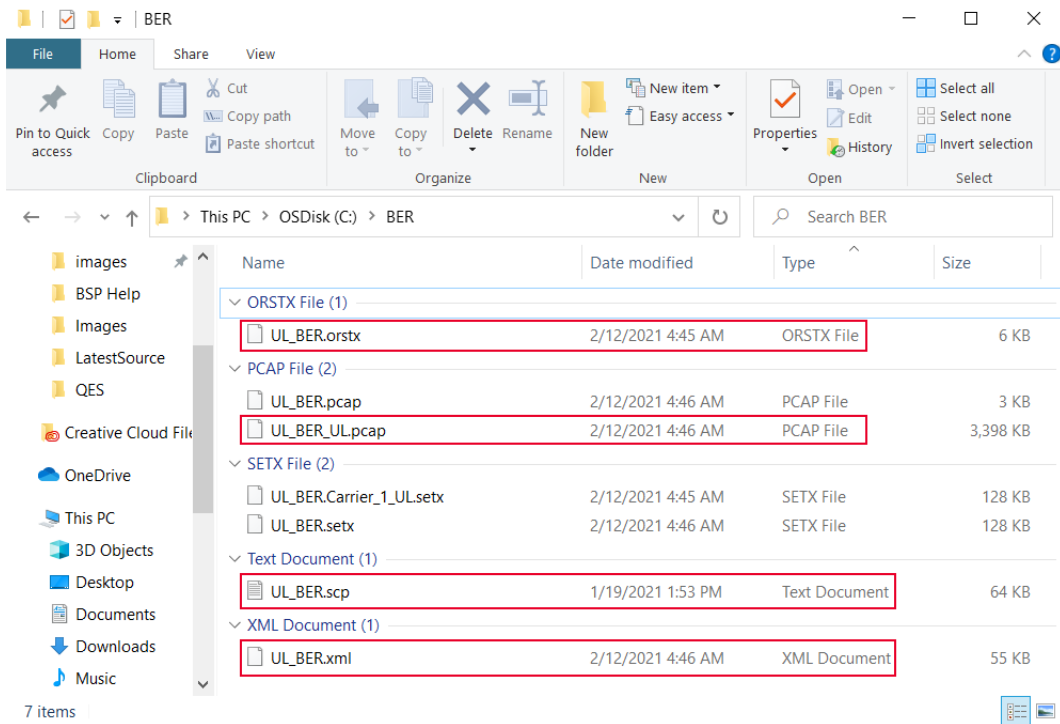 BER
File Home Share View
?
Pin to Quick access
Copy
Paste
Cut
Copy path
Paste shortcut
Clipboard
Move to
Copy to
Delete
Rename
Organize
New folder
New item
Easy access
New
Properties
Open
Edit
History
Open
Select all
Select none
Invert selection
Select
This PC > OSDisk (C:) > BER
Search BER
images
BSP Help
Images
LatestSource
QES
Creative Cloud File
OneDrive
This PC
3D Objects
Desktop
Documents
Downloads
Music
Name Date modified Type Size
ORSTX File (1)
UL_BER.orstx 2/12/2021 4:45 AM ORSTX File 6 KB
PCAP File (2)
UL_BER.pcap 2/12/2021 4:46 AM PCAP File 3 KB
UL_BER_UL.pcap 2/12/2021 4:46 AM PCAP File 3,398 KB
SETX File (2)
UL_BER.Carrier_1_UL.setx 2/12/2021 4:45 AM SETX File 128 KB
UL_BER.setx 2/12/2021 4:46 AM SETX File 128 KB
Text Document (1)
UL_BER.scp 1/19/2021 1:53 PM Text Document 64 KB
XML Document (1)
UL_BER.xml 2/12/2021 4:46 AM XML Document 55 KB
7 items